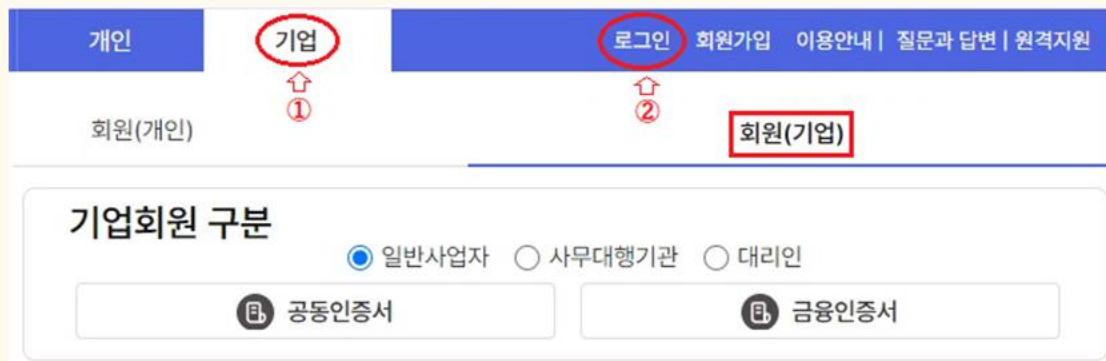 개인 기업 로그인 회원가입 이용안내 | 질문과 답변 | 원격지원
① ②
회원(개인) 회원(기업)
기업회원 구분
일반사업자 사무대행기관 대리인
공동인증서 금융인증서